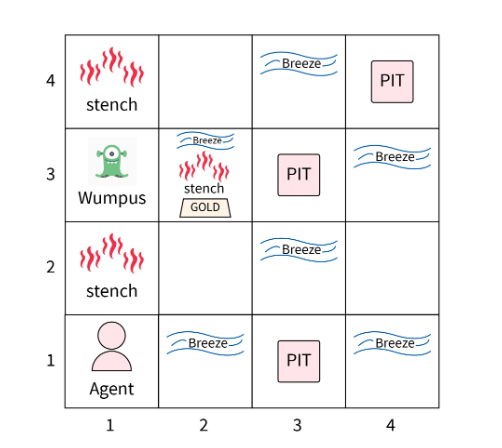 4
stench
Breeze
PIT
3
Wumpus
Breeze
stench
GOLD
PIT
Breeze
2
stench
Breeze
1
Agent
Breeze
PIT
Breeze
1 2 3 4